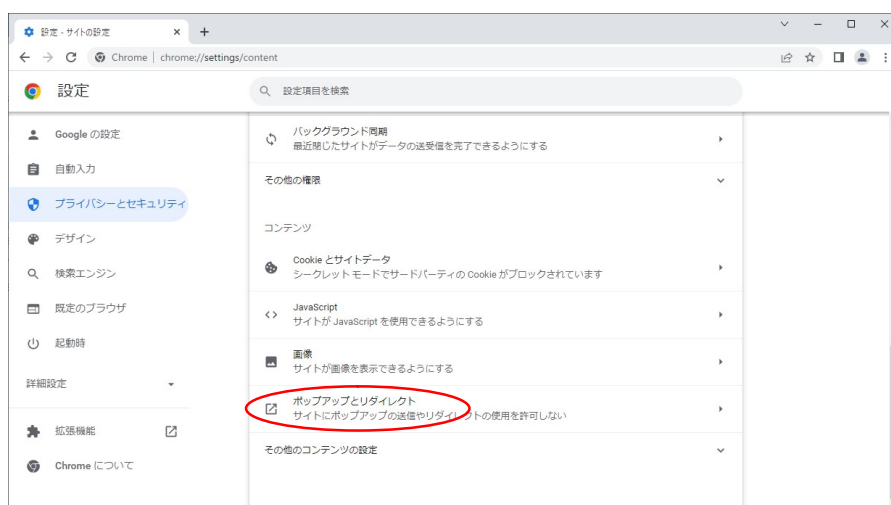 設定 - サイトの設定
Chrome | chrome://settings/content
設定
設定項目を検索
Google の設定
自動入力
プライバシーとセキュリティ
デザイン
検索エンジン
既定のブラウザ
起動時
詳細設定
拡張機能
Chrome について
バックグラウンド同期
最近閉じたサイトがデータの送受信を完了できるようにする
その他の権限
コンテンツ
Cookie とサイトデータ
シークレット モードでサードパーティの Cookie がブロックされています
JavaScript
サイトが JavaScript を使用できるようにする
画像
サイトが画像を表示できるようにする
ポップアップとリダイレクト
サイトにポップアップの送信やリダイレクトの使用を許可しない
その他のコンテンツの設定